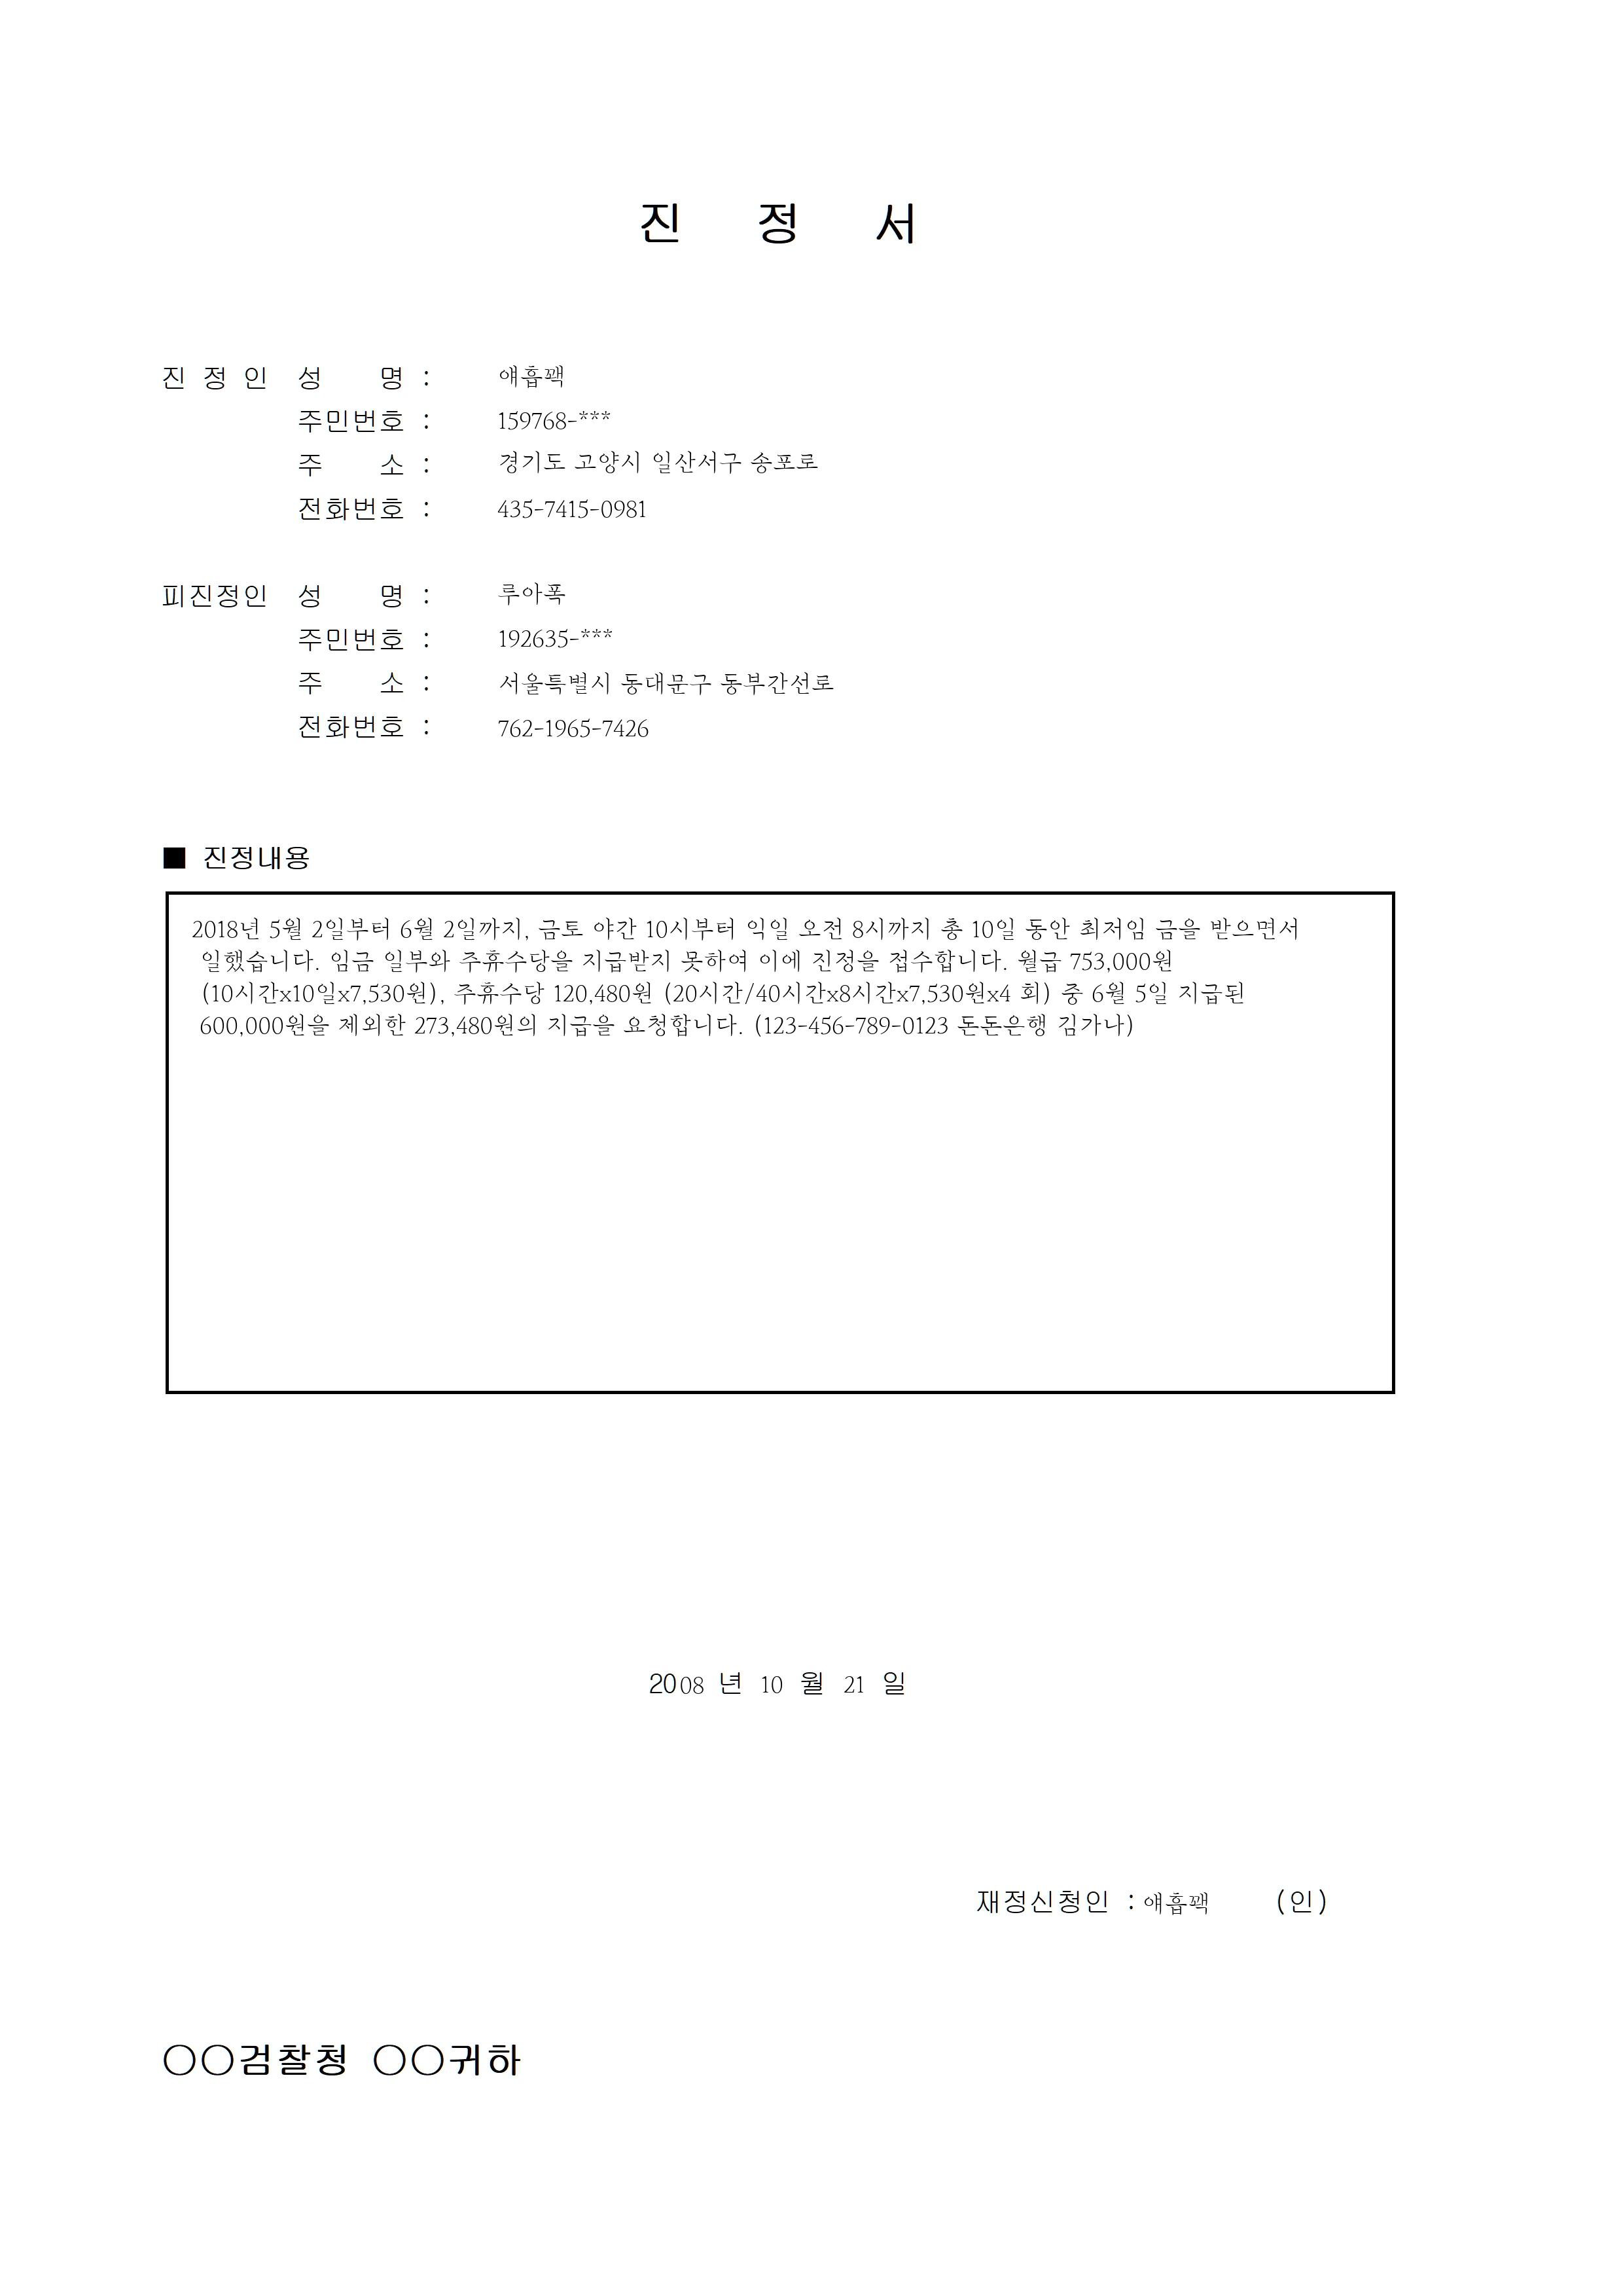 진 정 서
진 정 인 성 명 : 얘흡꽥
주민번호 : 159768-***
주 소 : 경기도 고양시 일산서구 송포로
전화번호 : 435-7415-0981
피진정인 성 명 : 루아폭
주민번호 : 192635-***
주 소 : 서울특별시 동대문구 동부간선로
전화번호 : 762-1965-7426
■ 진정내용
2018년 5월 2일부터 6월 2일까지, 금토 야간 10시부터 익일 오전 8시까지 총 10일 동안 최저임 금을 받으면서
일했습니다. 임금 일부와 주휴수당을 지급받지 못하여 이에 진정을 접수합니다. 월급 753,000원
(10시간x10일x7,530원), 주휴수당 120,480원 (20시간/40시간x8시간x7,530원x4 회) 중 6월 5일 지급된
600,000원을 제외한 273,480원의 지급을 요청합니다. (123-456-789-0123 돈돈은행 김가나)
2008 년 10 월 21 일
재정신청인 : 얘흡꽥 (인)
○○검찰청 ○○귀하